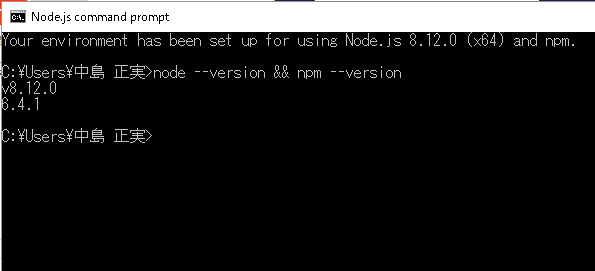 Node.js command prompt
Your environment has been set up for using Node.js 8.12.0 (x64) and npm.
C:¥Users¥中島 正実>node --version && npm --version
v8.12.0
6.4.1
C:¥Users¥中島 正実>